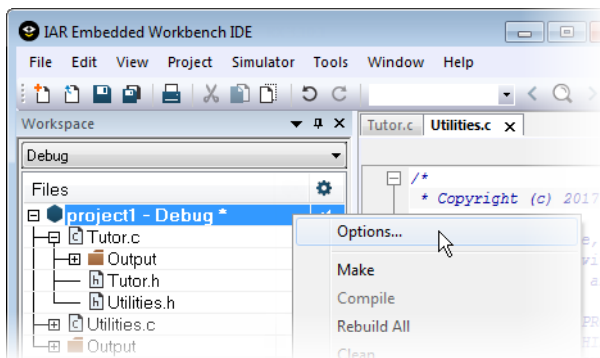 IAR Embedded Workbench IDE
File Edit View Project Simulator Tools Window Help
Workspace
Tutor.c Utilities.c
Debug
Files
/*
* Copyright (c) 2017
project1 - Debug *
Options...
Tutor.c
Output
Make
Tutor.h
Compile
Utilities.h
Rebuild All
Utilities.c
Output
Clean